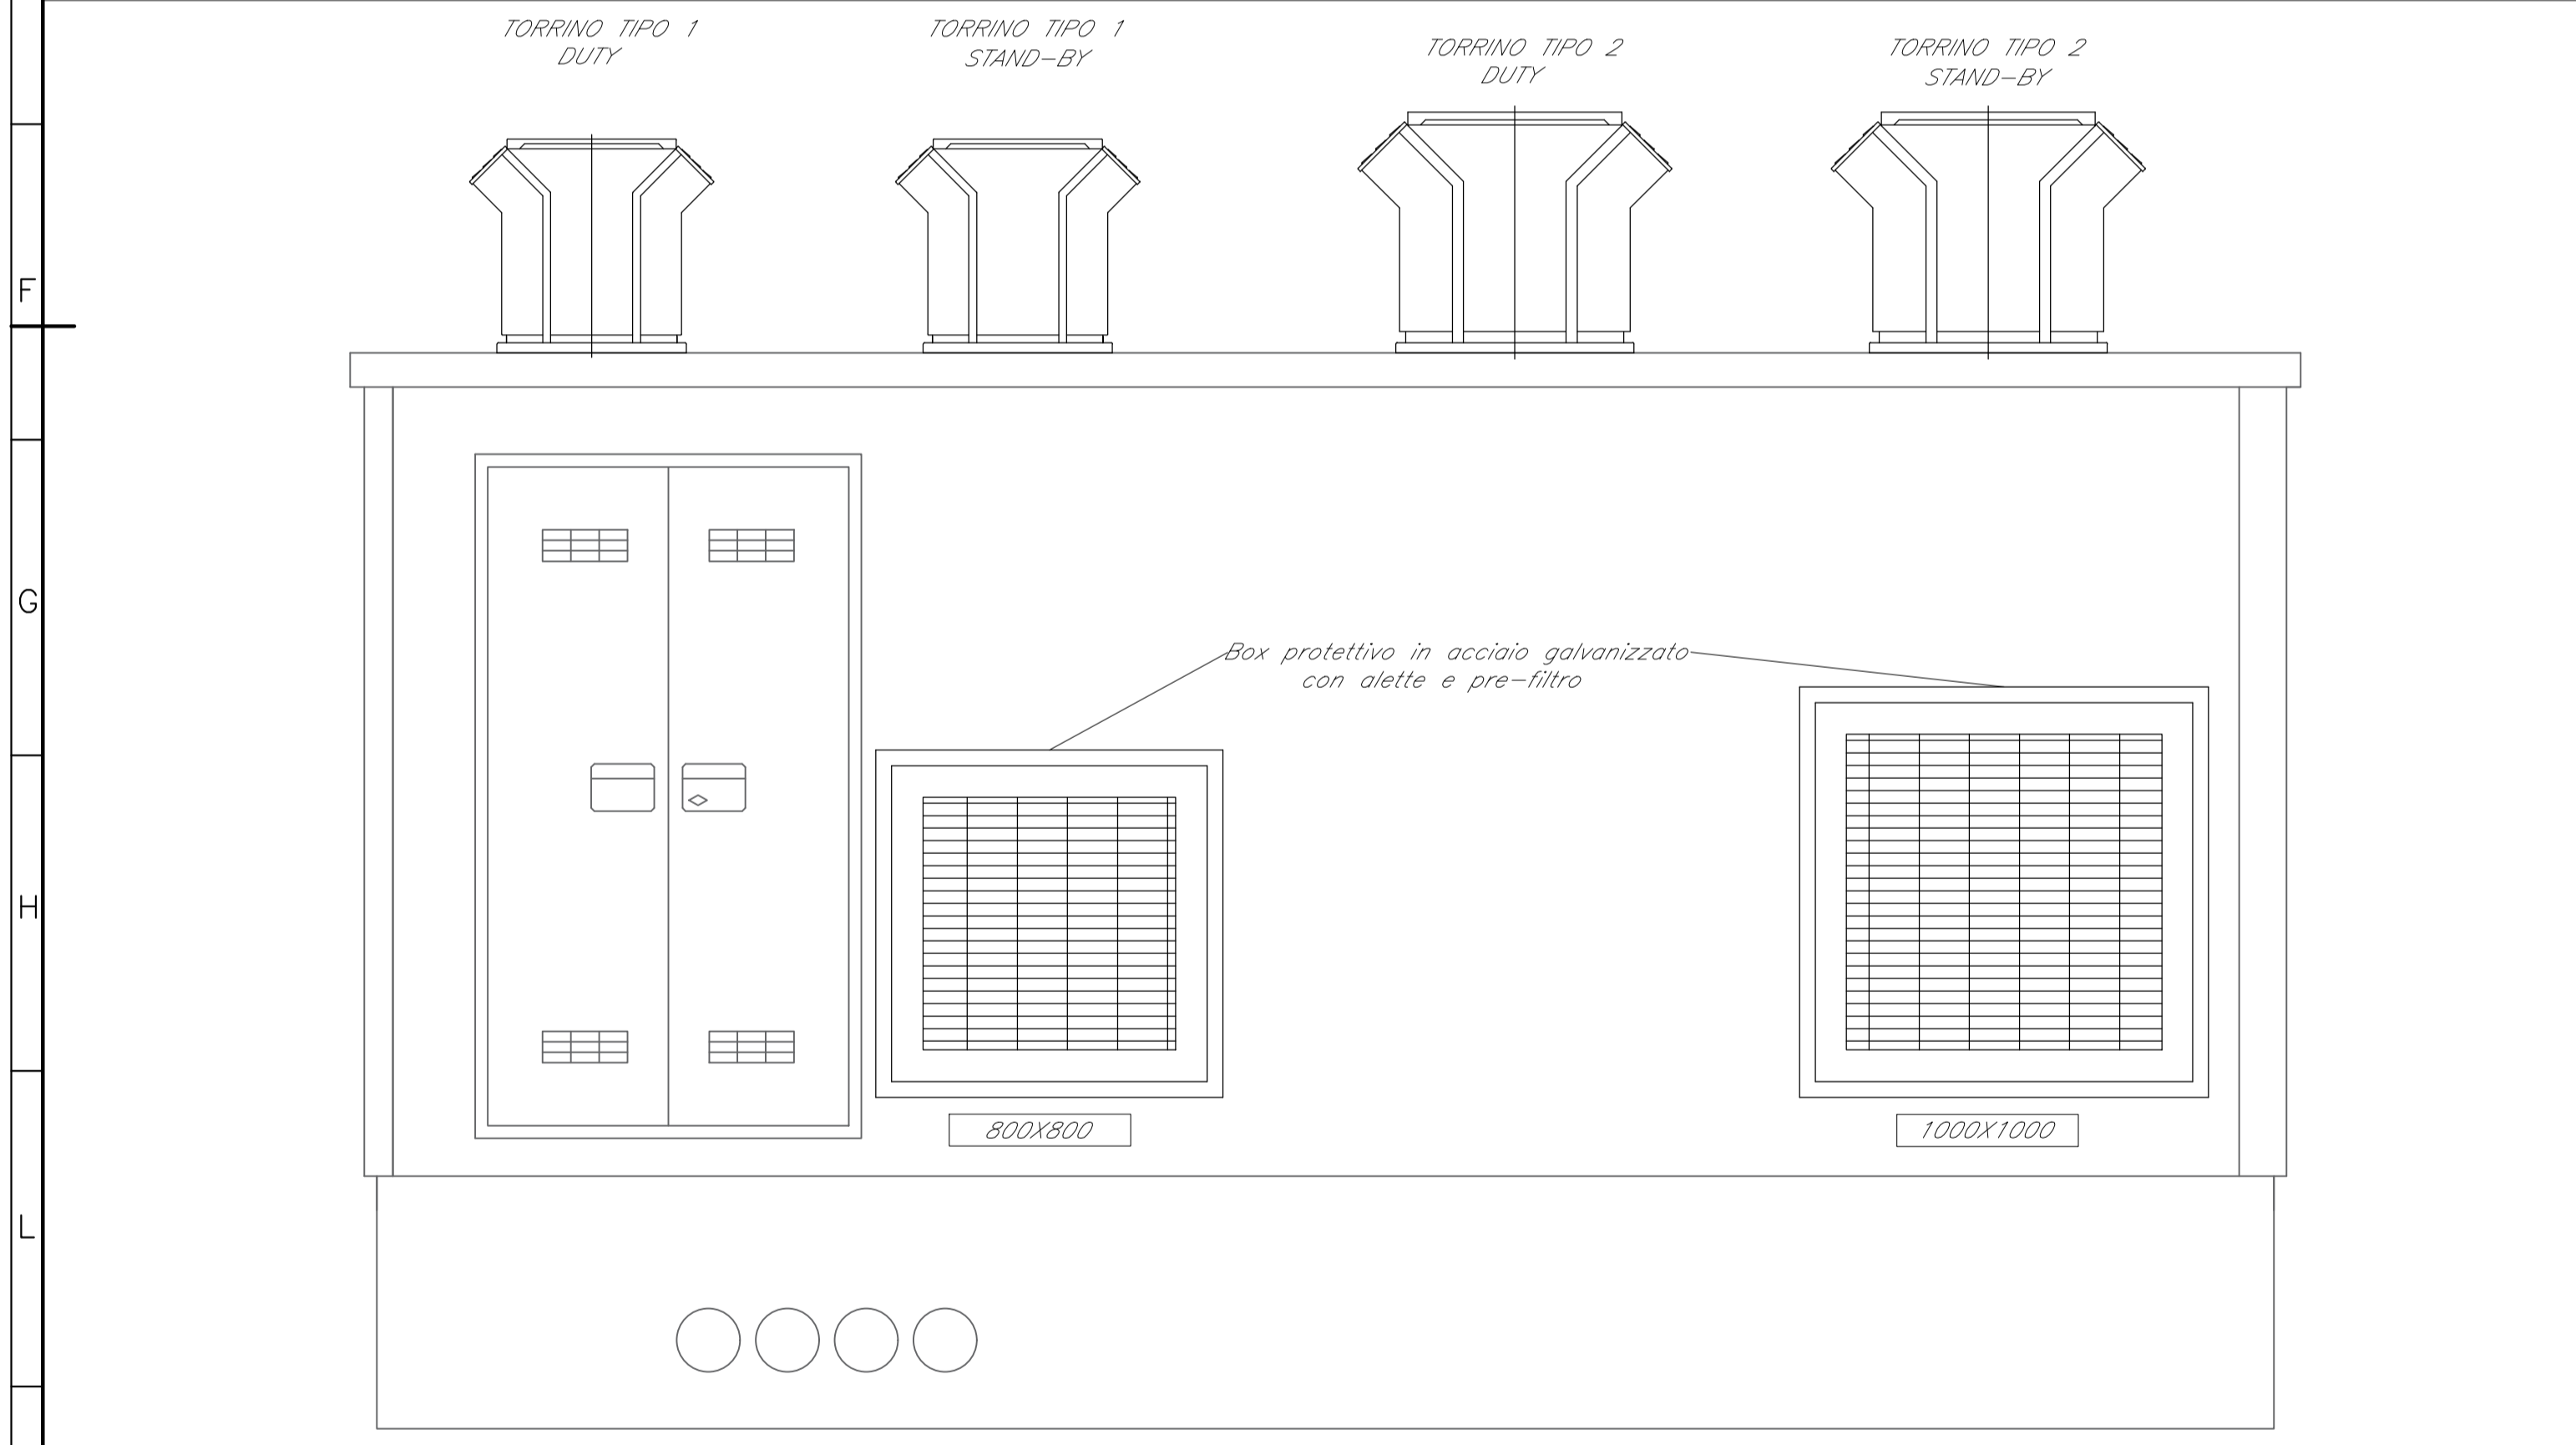 TORRINO TIPO 1
DUTY
TORRINO TIPO 1
STAND-BY
TORRINO TIPO 2
DUTY
TORRINO TIPO 2
STAND-BY
F
G
Box protettivo in acciaio galvanizzato
con alette e pre-filtro
H
800X800
1000X1000
L